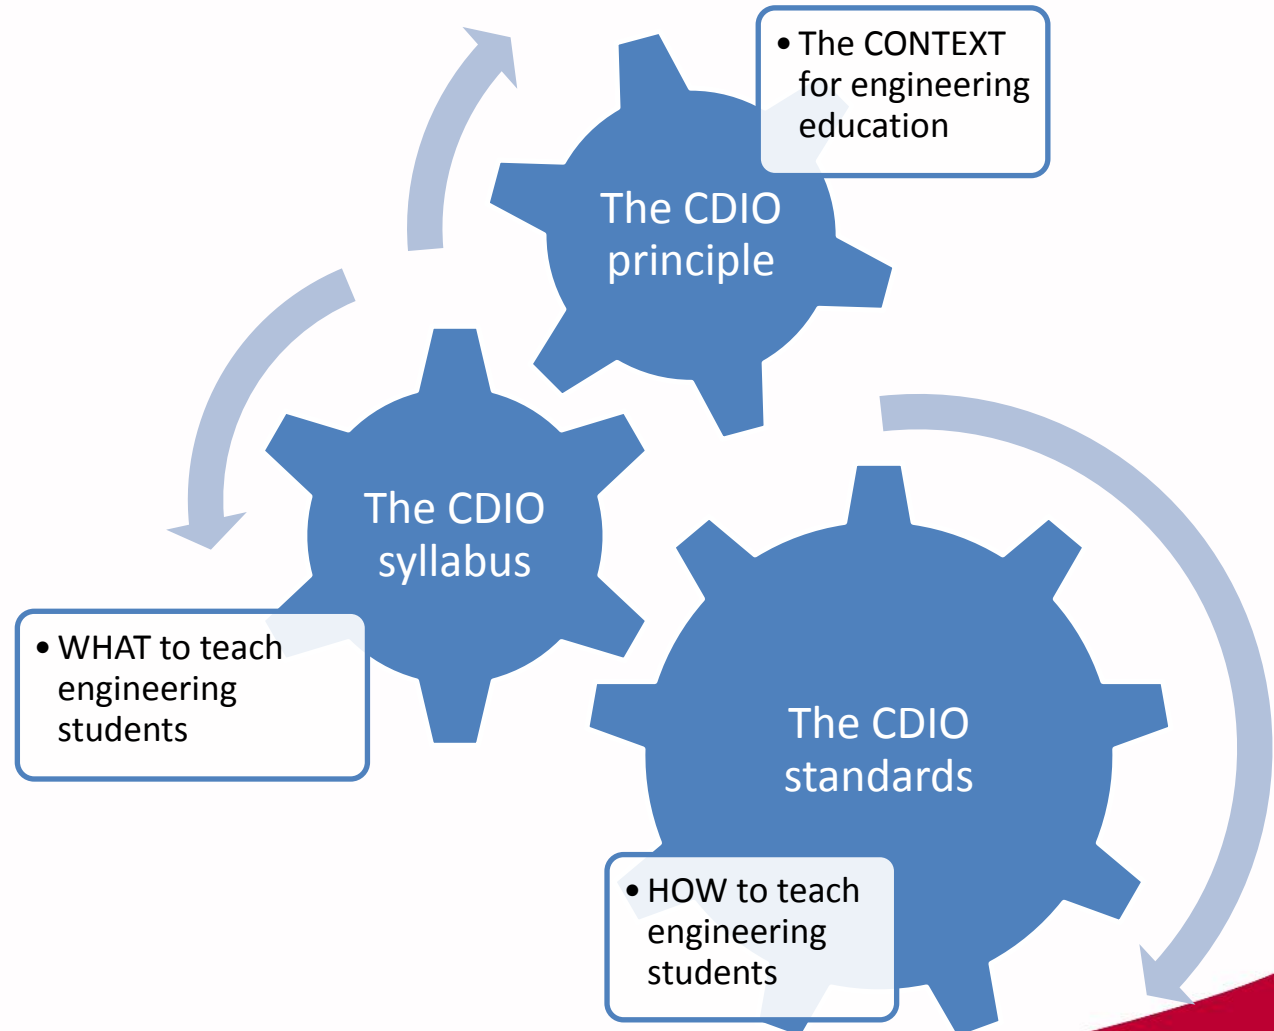 • The CONTEXT
for engineering
education
The CDIO
principle
The CDIO
syllabus
• WHAT to teach
engineering
students
The CDIO
standards
• HOW to teach
engineering
students